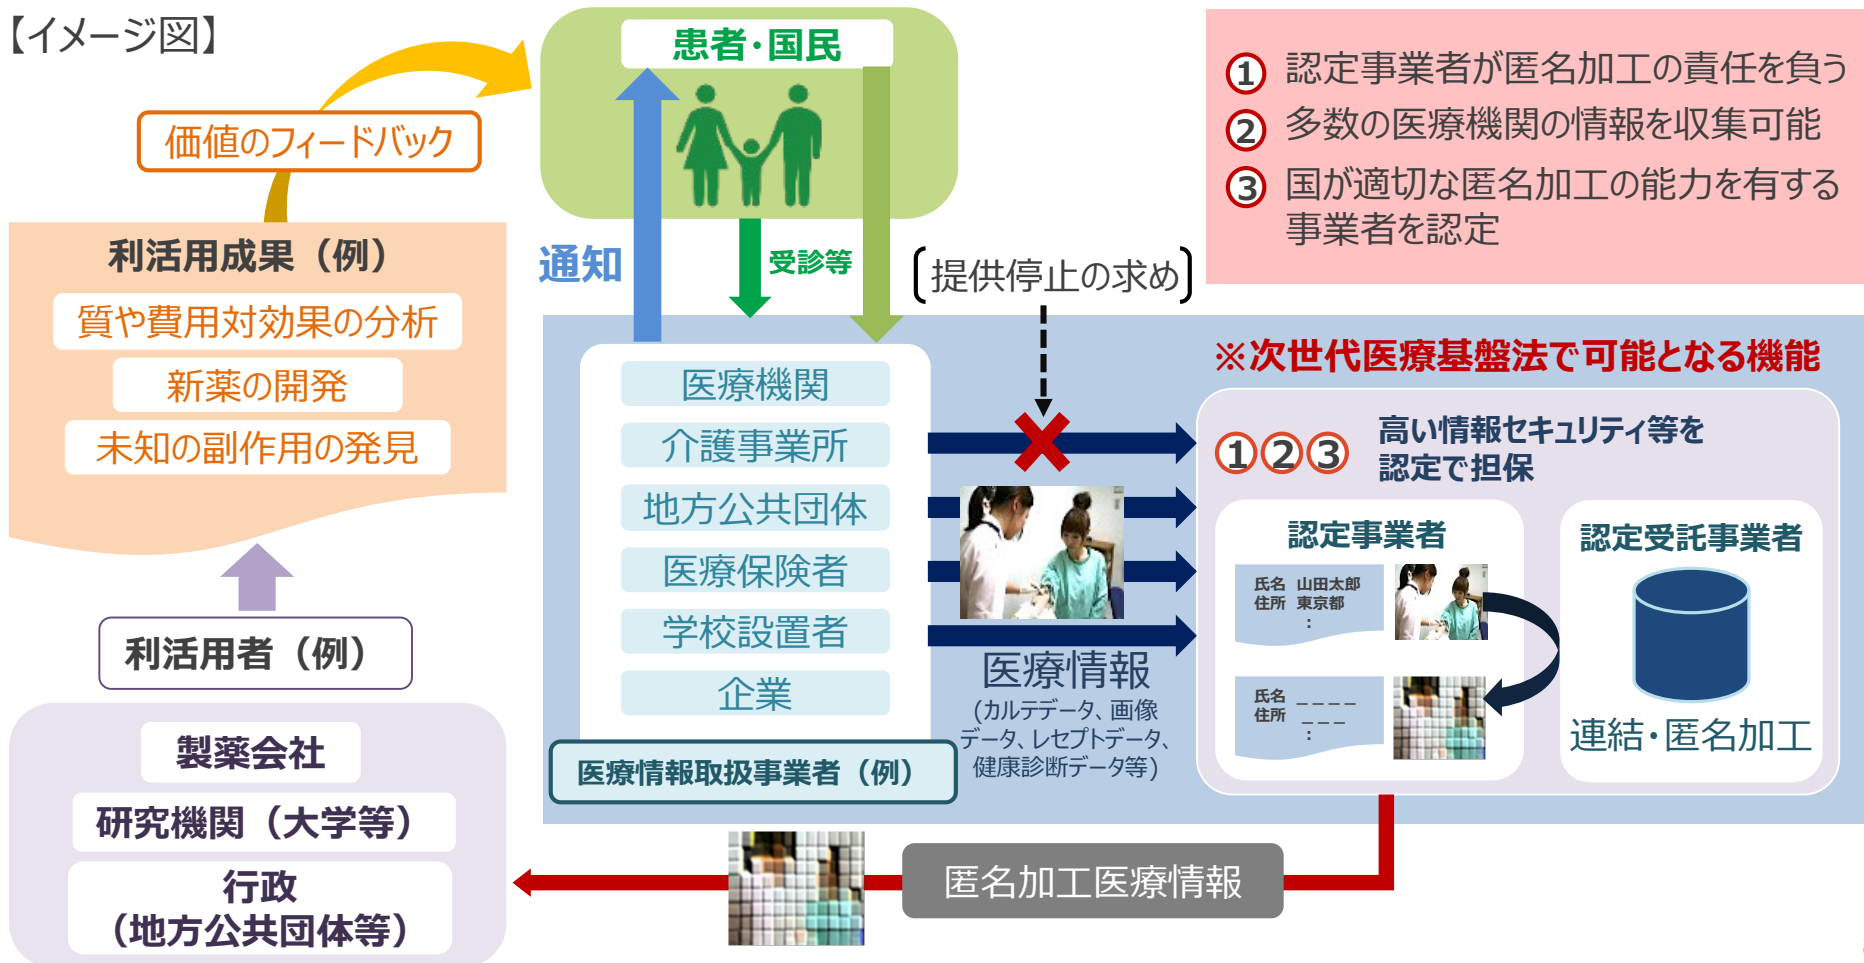 【イメージ図】
患者・国民
価値のフィードバック
① 認定事業者が匿名加工の責任を負う
② 多数の医療機関の情報を収集可能
③ 国が適切な匿名加工の能力を有する
事業者を認定
利活用成果（例）
質や費用対効果の分析
新薬の開発
未知の副作用の発見
通知
受診等
提供停止の求め
※次世代医療基盤法で可能となる機能
医療機関
介護事業所
地方公共団体
医療保険者
学校設置者
企業
医療情報取扱事業者（例）
医療情報
(カルテデータ、画像
データ、レセプトデータ、
健康診断データ等)
①②③
高い情報セキュリティ等を
認定で担保
認定事業者
氏名 山田太郎
住所 東京都
:
氏名 ____
住所 ___
:
認定受託事業者
連結・匿名加工
利活用者（例）
製薬会社
研究機関（大学等）
行政
（地方公共団体等）
匿名加工医療情報